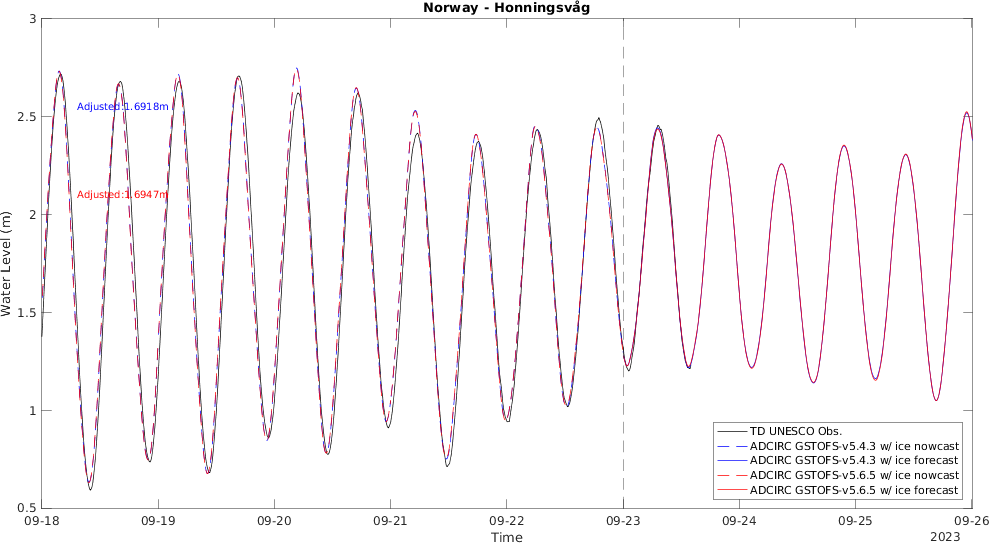 Norway - Honningsvåg
3
2.5
2
1.5
1
0.5
Water Level (m)
Adjusted:1.6918m
Adjusted:1.6947m
TD UNESCO Obs.
ADCIRC GSTOFS-v5.4.3 w/ ice nowcast
ADCIRC GSTOFS-v5.4.3 w/ ice forecast
ADCIRC GSTOFS-v5.6.5 w/ ice nowcast
ADCIRC GSTOFS-v5.6.5 w/ ice forecast
09-18 09-19 09-20 09-21 09-22 09-23 09-24 09-25 09-26
Time
2023